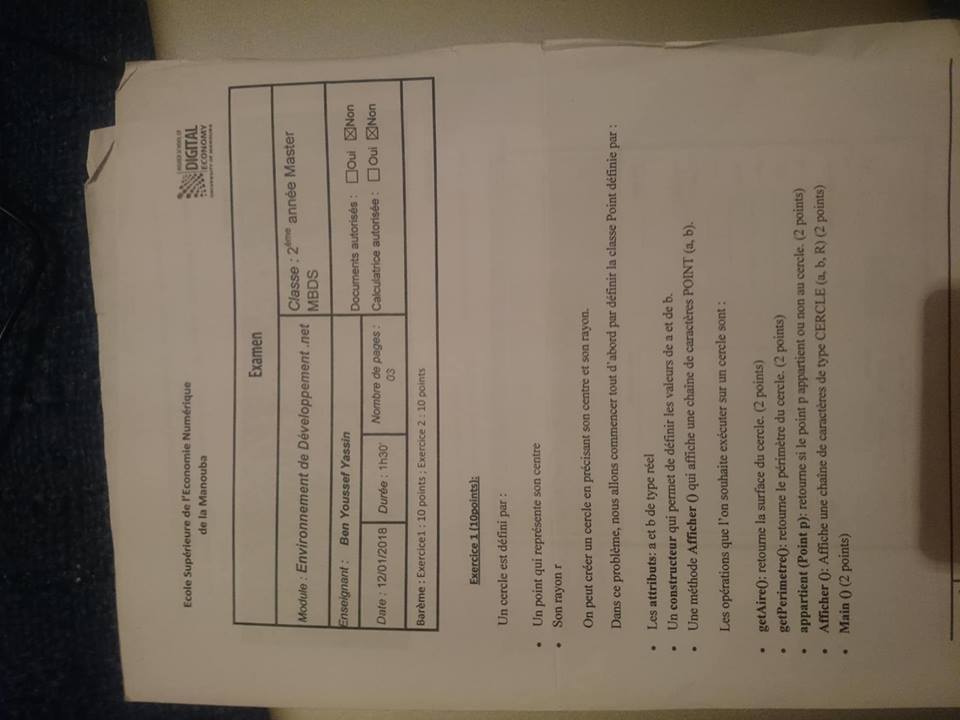 Ecole Supérieure de l'Economie Numérique
de la Manouba
HIGHER SCHOOL OF
DIGITAL
ECONOMY
UNIVERSITY OF MANOUBA
Examen
Module : Environnement de Développement .net
Classe : 2ème année Master
MBDS
Enseignant : Ben Youssef Yassin
Documents autorisés : ☐Oui ☒Non
Calculatrice autorisée : ☐Oui ☒Non
Date : 12/01/2018
Durée : 1h30'
Nombre de pages :
03
Barème : Exercice1 : 10 points ; Exercice 2 : 10 points
Exercice 1 (10points):
Un cercle est défini par :
• Un point qui représente son centre
• Son rayon r
On peut créer un cercle en précisant son centre et son rayon.
Dans ce problème, nous allons commencer tout d'abord par définir la classe Point définie par :
• Les attributs: a et b de type réel
• Un constructeur qui permet de définir les valeurs de a et de b.
• Une méthode Afficher () qui affiche une chaîne de caractères POINT (a, b).
Les opérations que l'on souhaite exécuter sur un cercle sont :
• getAire(): retourne la surface du cercle. (2 points)
• getPerimetre(): retourne le périmètre du cercle. (2 points)
• appartient (Point p): retourne si le point p appartient ou non au cercle. (2 points)
• Afficher (): Affiche une chaîne de caractères de type CERCLE (a, b, R) (2 points)
• Main () (2 points)